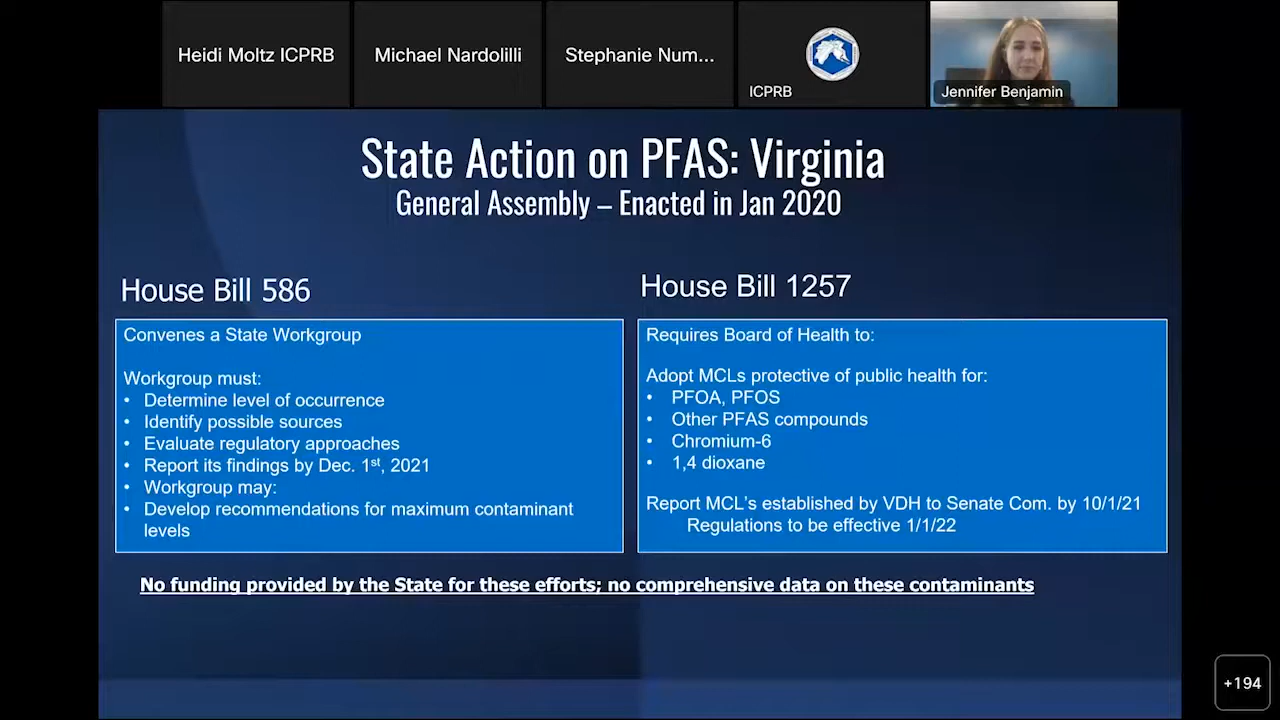 Heidi Moltz ICPRB
Michael Nardolilli
Stephanie Num...
ICPRB
Jennifer Benjamin
State Action on PFAS: Virginia
General Assembly – Enacted in Jan 2020
House Bill 586
Convenes a State Workgroup
Workgroup must:
• Determine level of occurrence
• Identify possible sources
• Evaluate regulatory approaches
• Report its findings by Dec. 1st, 2021
• Workgroup may:
• Develop recommendations for maximum contaminant
levels
House Bill 1257
Requires Board of Health to:
Adopt MCLs protective of public health for:
• PFOA, PFOS
• Other PFAS compounds
• Chromium-6
• 1,4 dioxane
Report MCL's established by VDH to Senate Com. by 10/1/21
Regulations to be effective 1/1/22
No funding provided by the State for these efforts; no comprehensive data on these contaminants
+194